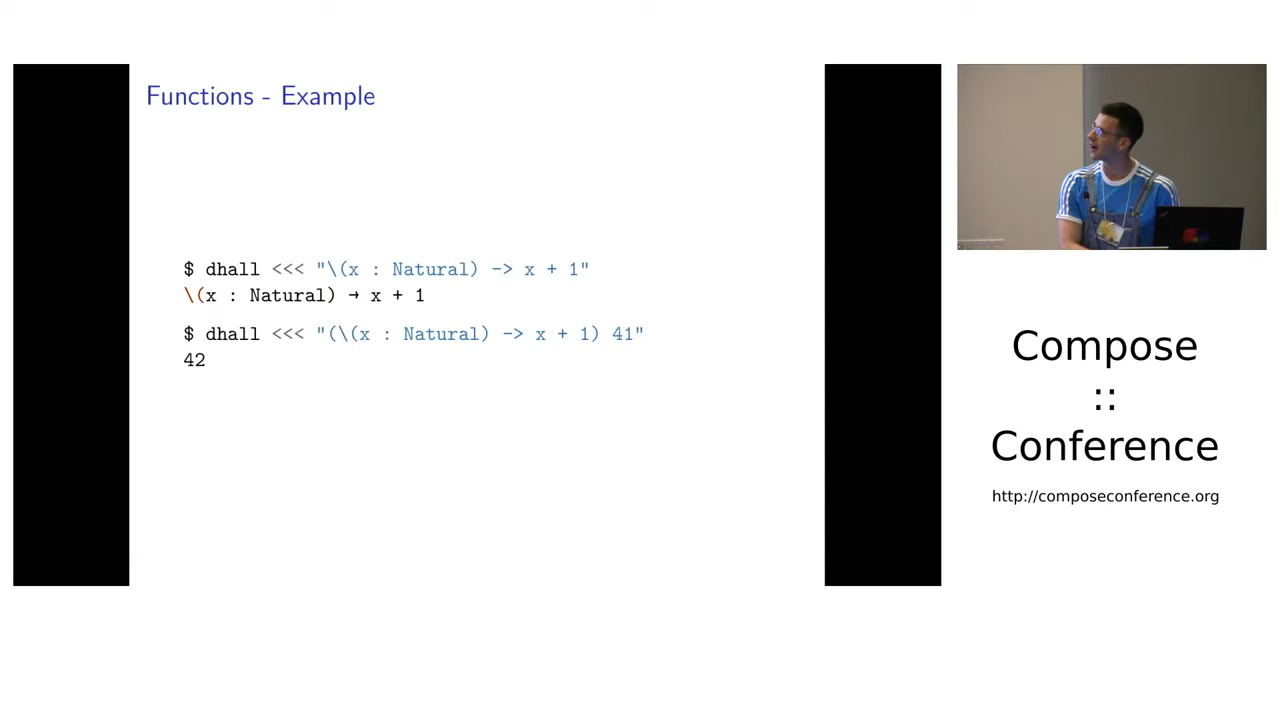 Functions - Example
$ dhall <<< "\(x : Natural) -> x + 1"
\(x : Natural) → x + 1
$ dhall <<< "(\(x : Natural) -> x + 1) 41"
42
Compose
::
Conference
http://composeconference.org